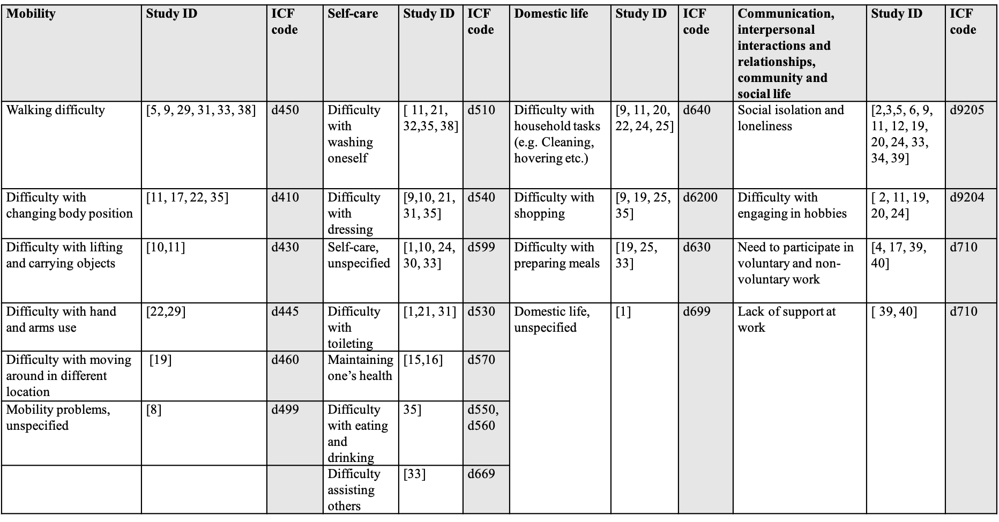 Mobility
Study ID
ICF
code
Self-care
Study ID
ICF
code
Domestic life
Study ID
ICF
code
Communication,
interpersonal
interactions and
relationships,
community and
social life
Study ID
ICF
code
Walking difficulty
[5, 9, 29, 31, 33, 38]
d450
Difficulty
with
washing
oneself
[ 11, 21,
32,35, 38]
d510
Difficulty with
household tasks
(e.g. Cleaning,
hovering etc.)
[9, 11, 20,
22, 24, 25]
d640
Social isolation and
loneliness
[2,3,5, 6, 9,
11, 12, 19,
20, 24, 33,
34, 39]
d9205
Difficulty with
changing body position
[11, 17, 22, 35]
d410
Difficulty
with
dressing
[9,10, 21,
31, 35]
d540
Difficulty with
shopping
[9, 19, 25,
35]
d6200
Difficulty with
engaging in hobbies
[ 2, 11, 19,
20, 24]
d9204
Difficulty with lifting
and carrying objects
[10,11]
d430
Self-care,
unspecified
[1,10, 24,
30, 33]
d599
Difficulty with
preparing meals
[19, 25,
33]
d630
Need to participate in
voluntary and non-
voluntary work
[4, 17, 39,
40]
d710
Difficulty with hand
and arms use
[22,29]
d445
Difficulty
with
toileting
[1,21, 31]
d530
Domestic life,
unspecified
[1]
d699
Lack of support at
work
[ 39, 40]
d710
Difficulty with moving
around in different
location
[19]
d460
Maintaining
one’s health
[15,16]
d570
Mobility problems,
unspecified
[8]
d499
Difficulty
with eating
and
drinking
35]
d550,
d560
Difficulty
assisting
others
[33]
d669